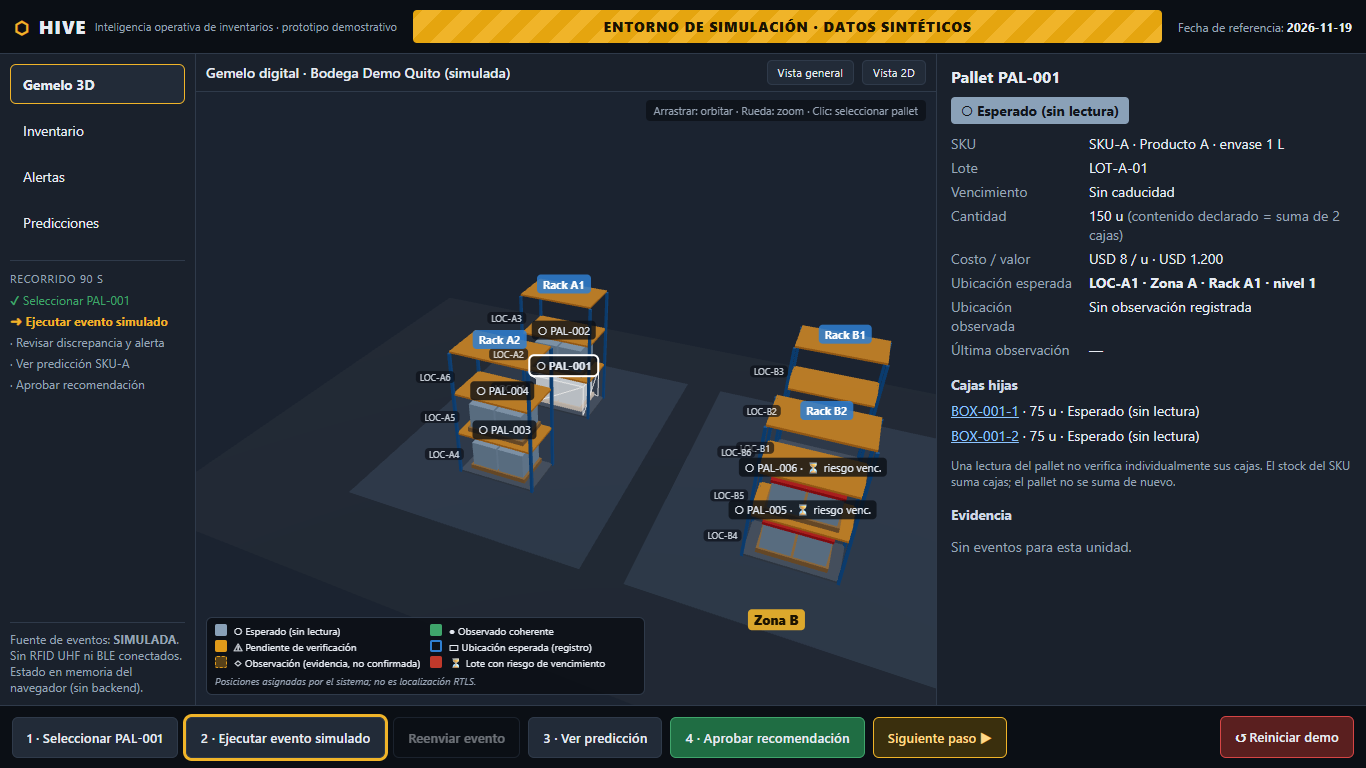 HIVE
Inteligencia operativa de inventarios · prototipo demostrativo
ENTORNO DE SIMULACIÓN · DATOS SINTÉTICOS
Fecha de referencia: 2026-11-19
Gemelo 3D
Inventario
Alertas
Predicciones
RECORRIDO 90 S
✓ Seleccionar PAL-001
➜ Ejecutar evento simulado
· Revisar discrepancia y alerta
· Ver predicción SKU-A
· Aprobar recomendación
Fuente de eventos: SIMULADA.
Sin RFID UHF ni BLE conectados.
Estado en memoria del
navegador (sin backend).
Gemelo digital · Bodega Demo Quito (simulada)
Vista general
Vista 2D
Arrastrar: orbitar · Rueda: zoom · Clic: seleccionar pallet
Rack A1
LOC-A3
○ PAL-002
Rack A2
LOC-A2
○ PAL-001
LOC-A6
○ PAL-004
LOC-A5
○ PAL-003
LOC-A4
Rack B1
LOC-B3
LOC-B2
Rack B2
LOC-B1
LOC-B6
○ PAL-006 · ⏳ riesgo venc.
LOC-B5
○ PAL-005 · ⏳ riesgo venc.
LOC-B4
Zona B
○ Esperado (sin lectura)
● Observado coherente
⚠ Pendiente de verificación
▭ Ubicación esperada (registro)
◇ Observación (evidencia, no confirmada)
⏳ Lote con riesgo de vencimiento
Posiciones asignadas por el sistema; no es localización RTLS.
Pallet PAL-001
○ Esperado (sin lectura)
SKU SKU-A · Producto A · envase 1 L
Lote LOT-A-01
Vencimiento Sin caducidad
Cantidad 150 u (contenido declarado = suma de 2
cajas)
Costo / valor USD 8 / u · USD 1.200
Ubicación esperada LOC-A1 · Zona A · Rack A1 · nivel 1
Ubicación Sin observación registrada
observada
Última observación —
Cajas hijas
BOX-001-1 · 75 u · Esperado (sin lectura)
BOX-001-2 · 75 u · Esperado (sin lectura)
Una lectura del pallet no verifica individualmente sus cajas. El stock del SKU
suma cajas; el pallet no se suma de nuevo.
Evidencia
Sin eventos para esta unidad.
1 · Seleccionar PAL-001
2 · Ejecutar evento simulado
Reenviar evento
3 · Ver predicción
4 · Aprobar recomendación
Siguiente paso ▶
↺ Reiniciar demo